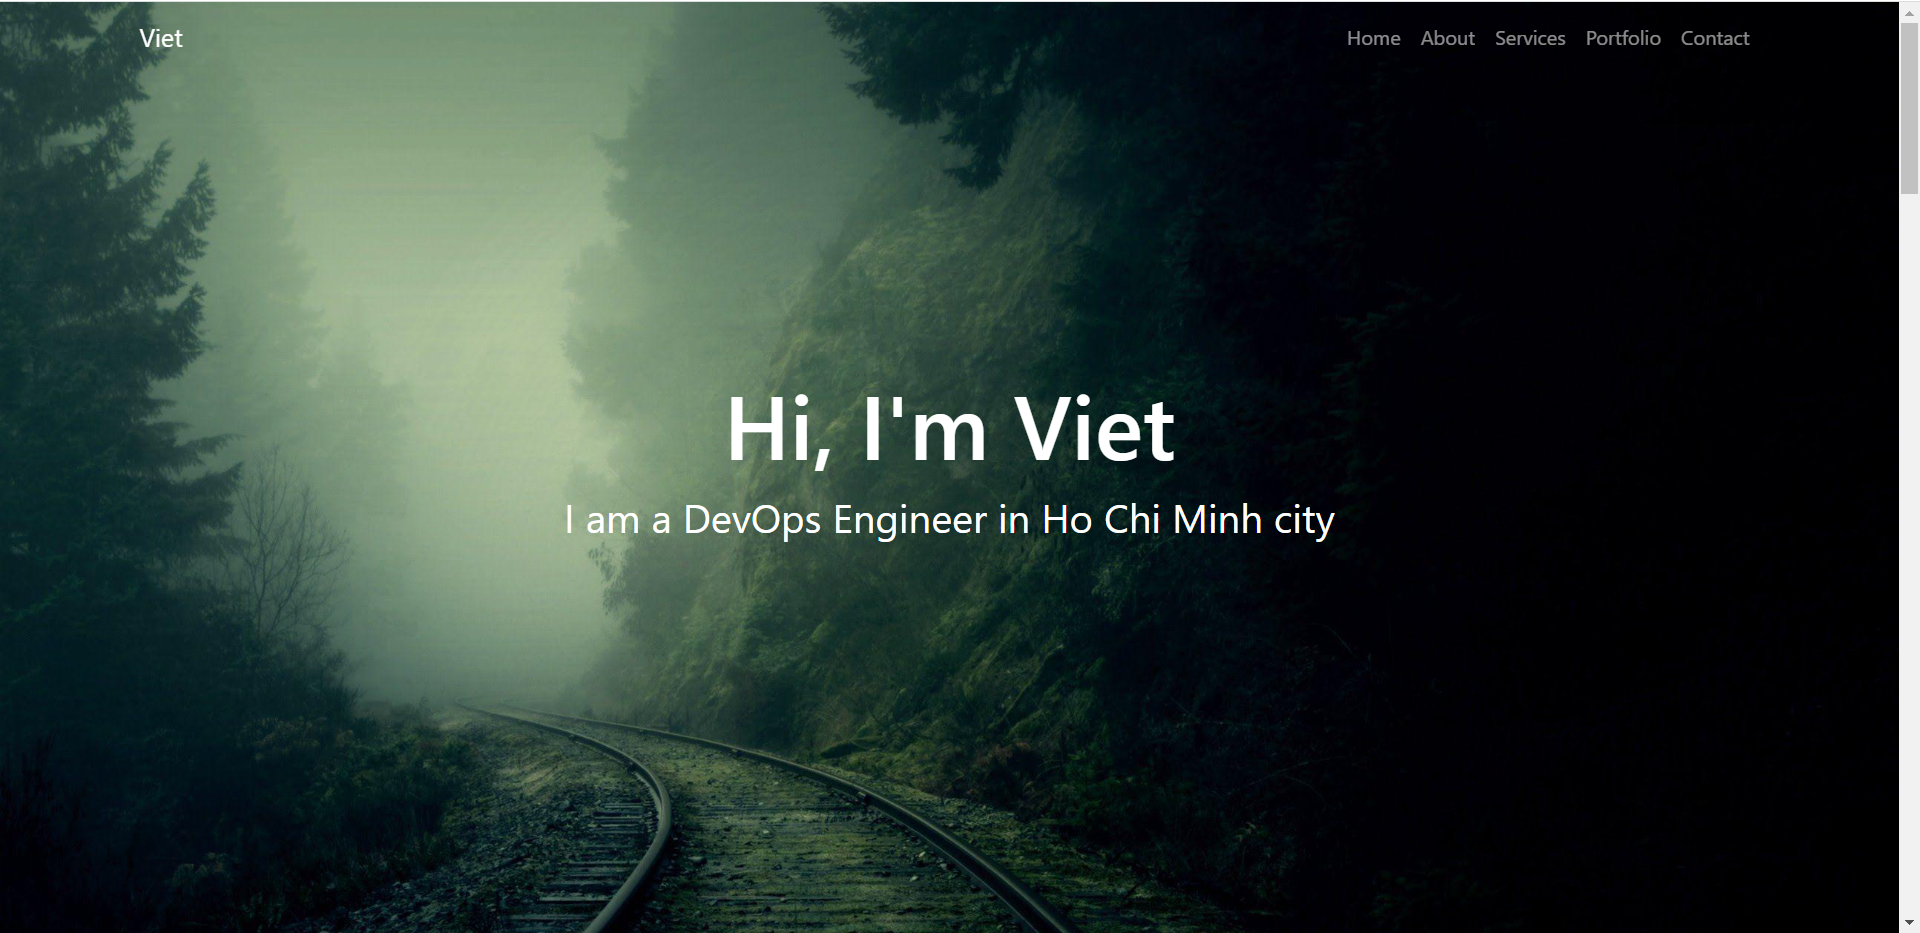 Viet
Home About Services Portfolio Contact
Hi, I'm Viet
I am a DevOps Engineer in Ho Chi Minh city